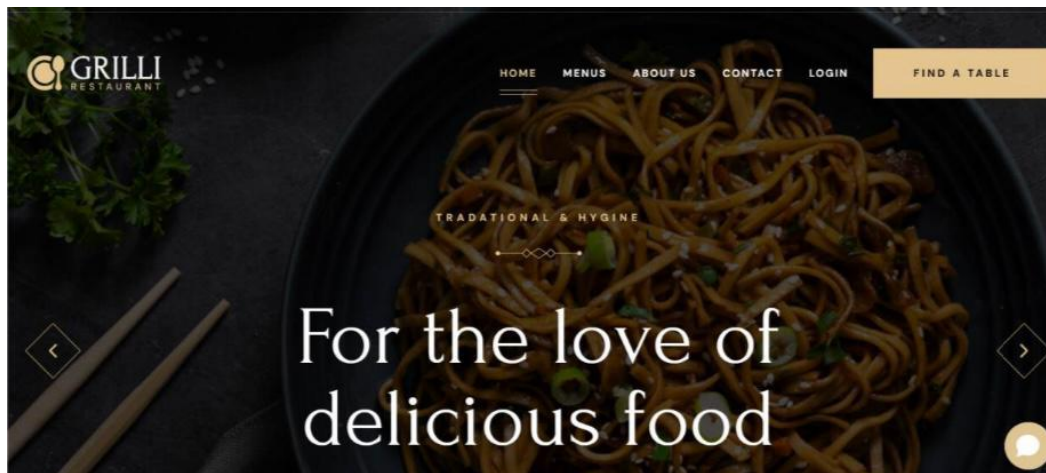 GRILLI
RESTAURANT
HOME MENUS ABOUT US CONTACT LOGIN FIND A TABLE
TRADATIONAL & HYGINE
For the love of
delicious food